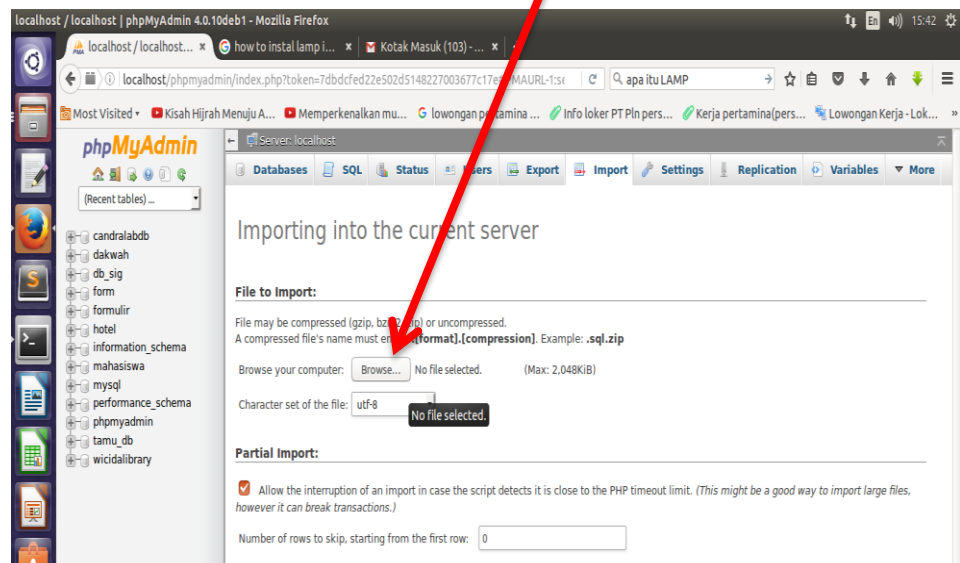 localhost / localhost | phpMyAdmin 4.0.10deb1 - Mozilla Firefox
En 15:42
localhost / localhost... × how to instal lamp i... × Kotak Masuk (103) - ... ×
localhost/phpmyadmin/index.php?token=7dbdcfed22e502d5148227003677c17e
apa itu LAMP
Most Visited Kisah Hijrah Menuju A... Memperkenalkan mu... lowongan pertamina ... Info loker PT Pln pers... Kerja pertamina(pers... Lowongan Kerja - Lok... »
phpMyAdmin
Server: localhost
Databases SQL Status Users Export Import Settings Replication Variables More
(Recent tables) ...
candralabdb
dakwah
db_sig
form
formulir
hotel
information_schema
mahasiswa
mysql
performance_schema
phpmyadmin
tamu_db
wicidalibrary
Importing into the current server
File to Import:
File may be compressed (gzip, zip) or uncompressed.
A compressed file's name must .[format].[compression]. Example: .sql.zip
Browse your computer: Browse... No file selected. (Max: 2,048KiB)
Character set of the file: utf-8
No file selected.
Partial Import:
Allow the interruption of an import in case the script detects it is close to the PHP timeout limit. (This might be a good way to import large files,
however it can break transactions.)
Number of rows to skip, starting from the first row: 0